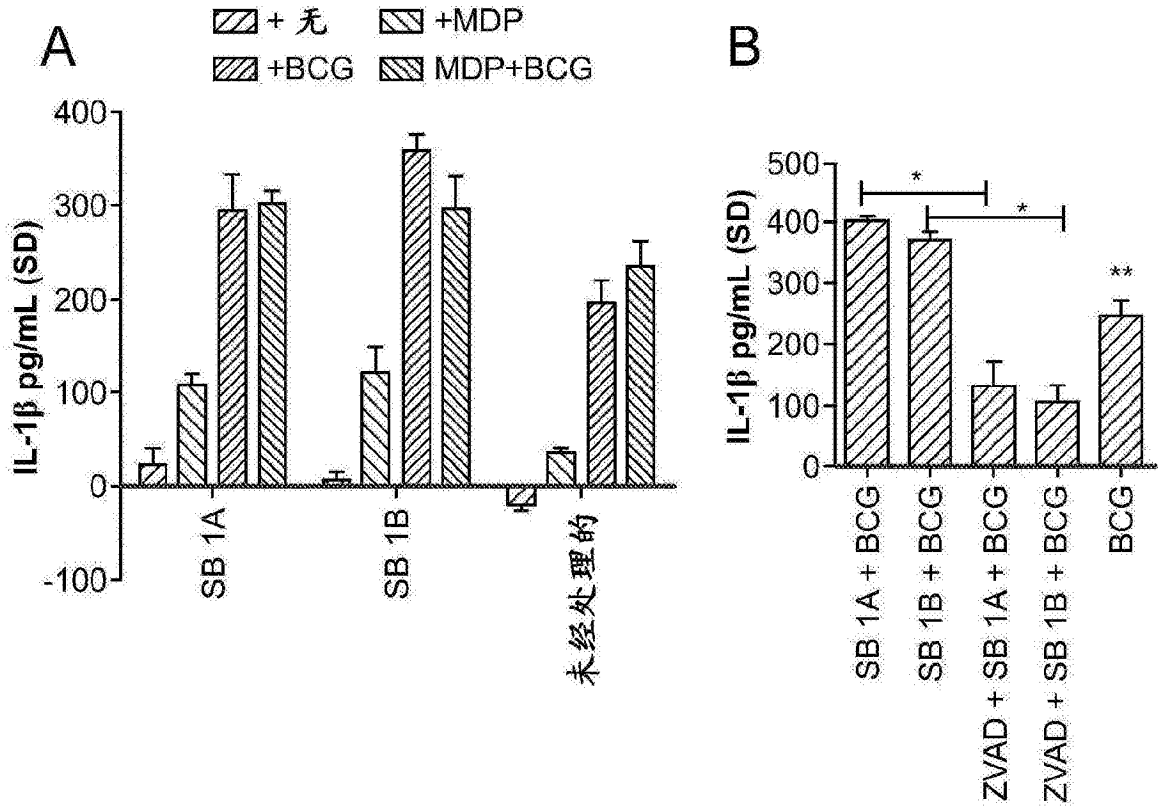 A
+ 无 +MDP
+BCG MDP+BCG
IL-1β pg/mL (SD)
400
300
200
100
0
-100
SB 1A
SB 1B
未经处理的
B
IL-1β pg/mL (SD)
500
400
300
200
100
0
*
*
**
SB 1A + BCG
SB 1B + BCG
ZVAD + SB 1A + BCG
ZVAD + SB 1B + BCG
BCG